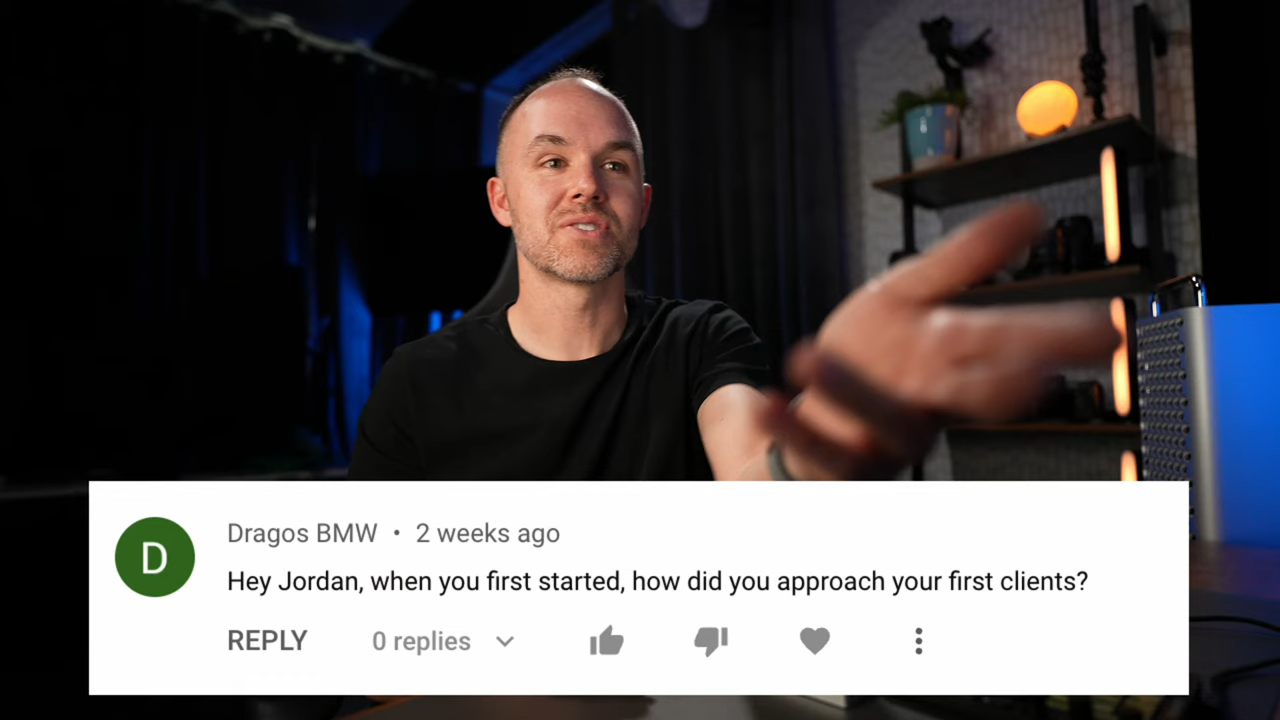 D
Dragos BMW • 2 weeks ago
Hey Jordan, when you first started, how did you approach your first clients?
REPLY 0 replies